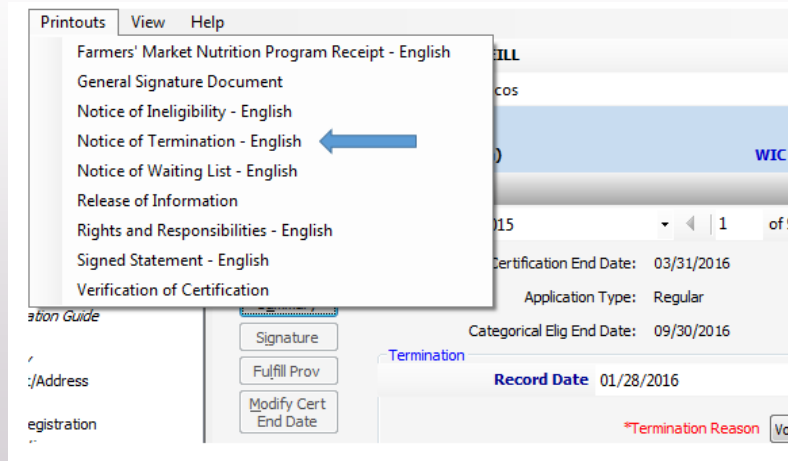 Printouts View Help
Farmers' Market Nutrition Program Receipt - English
General Signature Document
Notice of Ineligibility - English
Notice of Termination - English
Notice of Waiting List - English
Release of Information
Rights and Responsibilities - English
Signed Statement - English
Verification of Certification
EILL
cos
WIC
015
1 of
Certification End Date: 03/31/2016
Application Type: Regular
Categorical Elig End Date: 09/30/2016
Termination
Record Date 01/28/2016
*Termination Reason Vo
ation Guide
/Address
egistration
Signature
Fulfill Prov
Modify Cert
End Date